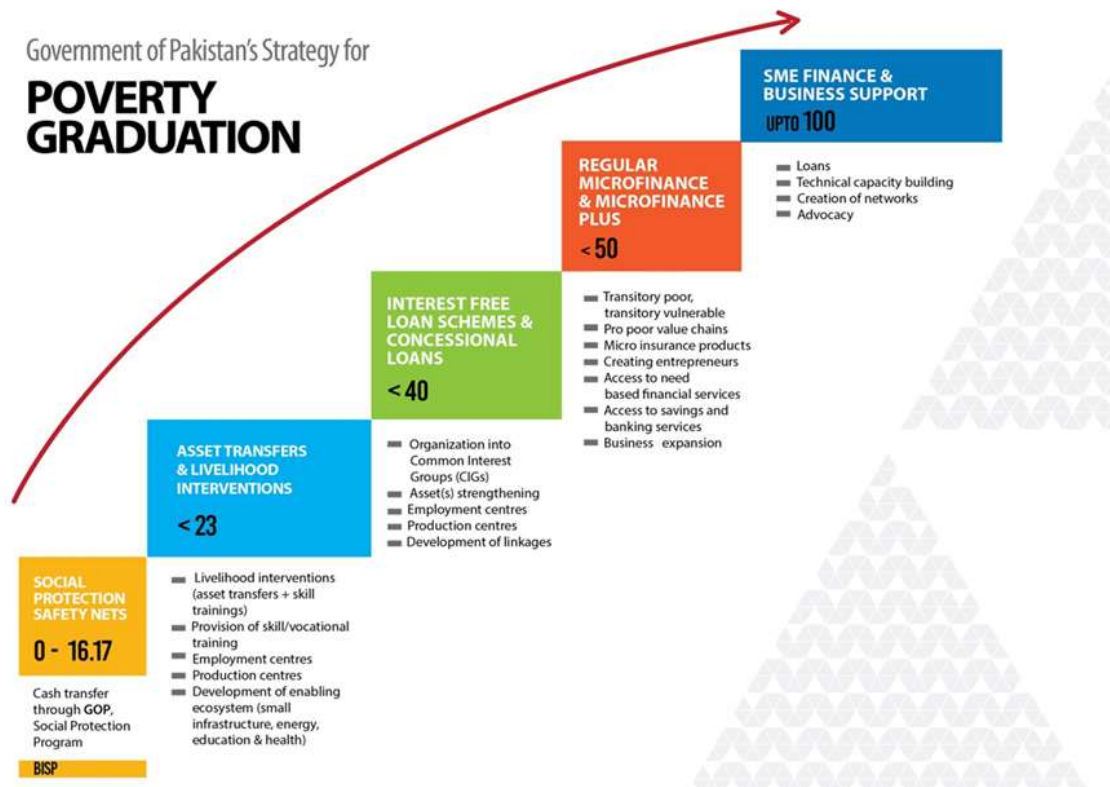 Government of Pakistan's Strategy for
POVERTY
GRADUATION
SOCIAL
PROTECTION
SAFETY NETS
0 - 16.17
Cash transfer
through GOP,
Social Protection
Program
BISP
ASSET TRANSFERS
& LIVELIHOOD
INTERVENTIONS
< 23
Livelihood interventions
(asset transfers + skill
trainings)
Provision of skill/vocational
training
Employment centres
Production centres
Development of enabling
ecosystem (small
infrastructure, energy,
education & health)
INTEREST FREE
LOAN SCHEMES &
CONCESSIONAL
LOANS
< 40
Organization into
Common Interest
Groups (CIGs)
Asset(s) strengthening
Employment centres
Production centres
Development of linkages
REGULAR
MICROFINANCE
& MICROFINANCE
PLUS
< 50
Transitory poor,
transitory vulnerable
Pro poor value chains
Micro insurance products
Creating entrepreneurs
Access to need
based financial services
Access to savings and
banking services
Business expansion
SME FINANCE &
BUSINESS SUPPORT
UPTO 100
Loans
Technical capacity building
Creation of networks
Advocacy